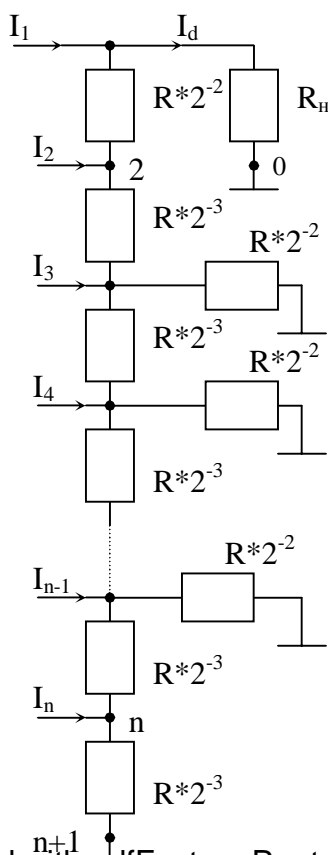 I1 Id
R*2-2 RН
I2 2 0
R*2-3 R*2-2
I3
R*2-3 R*2-2
I4
R*2-3
R*2-2
In-1
R*2-3
In n
R*2-3
n+1